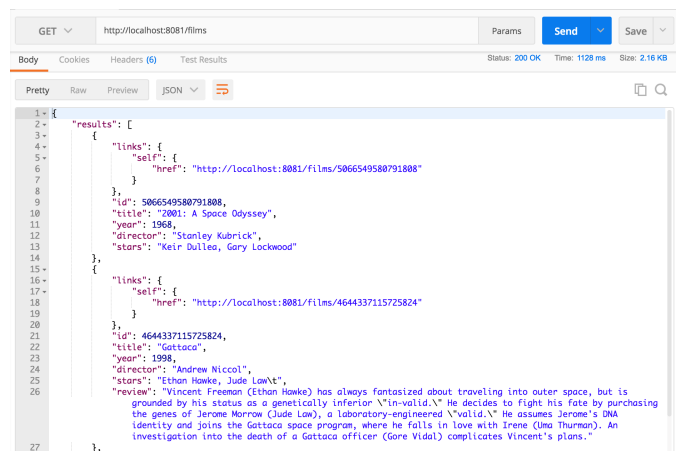 GET http://localhost:8081/films Params Send Save
Body Cookies Headers (6) Test Results Status: 200 OK Time: 1128 ms Size: 2.16 KB
Pretty Raw Preview JSON
1 {
2 "results": [
3 {
4 "links": {
5 "self": {
6 "href": "http://localhost:8081/films/5066549580791808"
7 }
8 },
9 "id": 5066549580791808,
10 "title": "2001: A Space Odyssey",
11 "year": 1968,
12 "director": "Stanley Kubrick",
13 "stars": "Keir Dullea, Gary Lockwood"
14 },
15 {
16 "links": {
17 "self": {
18 "href": "http://localhost:8081/films/4644337115725824"
19 }
20 },
21 "id": 4644337115725824,
22 "title": "Gattaca",
23 "year": 1998,
24 "director": "Andrew Niccol",
25 "stars": "Ethan Hawke, Jude Law\t",
26 "review": "Vincent Freeman (Ethan Hawke) has always fantasized about traveling into outer space, but is
grounded by his status as a genetically inferior \"in-valid.\" He decides to fight his fate by purchasing
the genes of Jerome Morrow (Jude Law), a laboratory-engineered \"valid.\" He assumes Jerome's DNA
identity and joins the Gattaca space program, where he falls in love with Irene (Uma Thurman). An
investigation into the death of a Gattaca officer (Gore Vidal) complicates Vincent's plans."
27 },